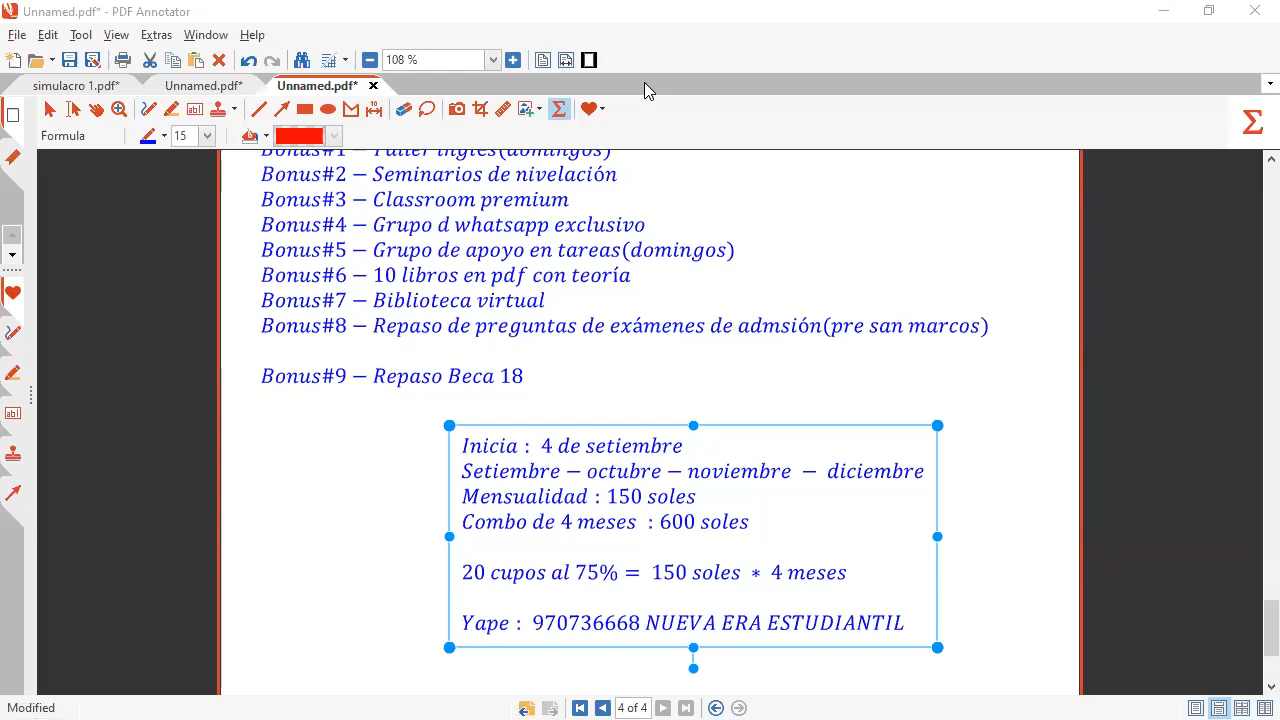 Unnamed.pdf* - PDF Annotator
File Edit Tool View Extras Window Help
108 %
simulacro 1.pdf* Unnamed.pdf* Unnamed.pdf*
Formula 15
Bonus#1 − Taller inglés(domingos)
Bonus#2 − Seminarios de nivelación
Bonus#3 − Classroom premium
Bonus#4 − Grupo d whatsapp exclusivo
Bonus#5 − Grupo de apoyo en tareas(domingos)
Bonus#6 − 10 libros en pdf con teoría
Bonus#7 − Biblioteca virtual
Bonus#8 − Repaso de preguntas de exámenes de admsión(pre san marcos)
Bonus#9 − Repaso Beca 18
Inicia : 4 de setiembre
Setiembre − octubre − noviembre − diciembre
Mensualidad : 150 soles
Combo de 4 meses : 600 soles
20 cupos al 75% = 150 soles * 4 meses
Yape : 970736668 NUEVA ERA ESTUDIANTIL
Modified 4 of 4